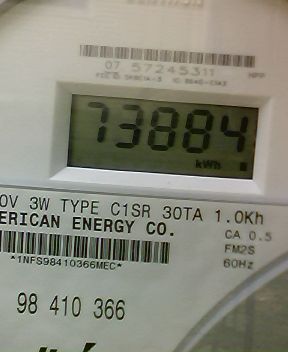 07 57245311
73884
kWh
0V 3W TYPE C1SR 30TA 1.0Kh
ERICAN ENERGY CO.
CA 0.5
FM2S
60Hz
*1NFS98410366MEC*
98 410 366